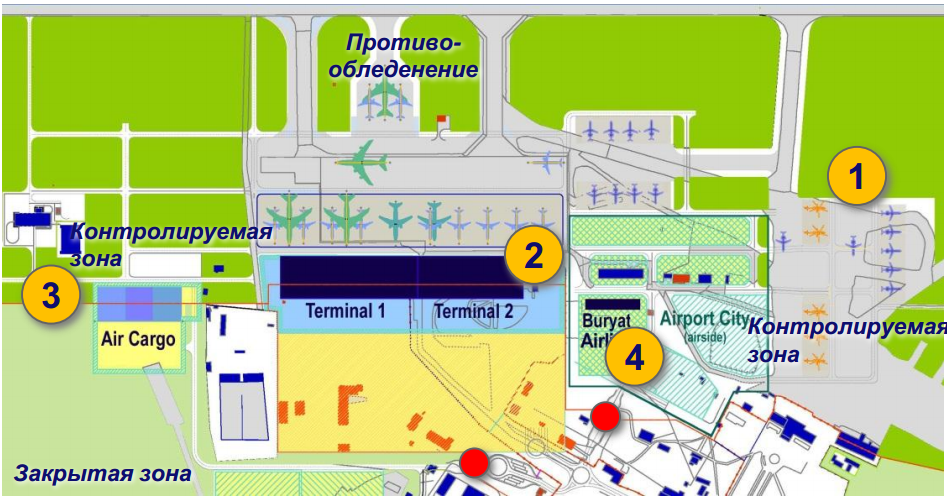 Противо-
обледенение
1
Контролируемая
зона
2
3
Terminal 1
Terminal 2
Buryat
Airli
Airport City
(airside)
Контролируемая
зона
Air Cargo
4
Закрытая зона